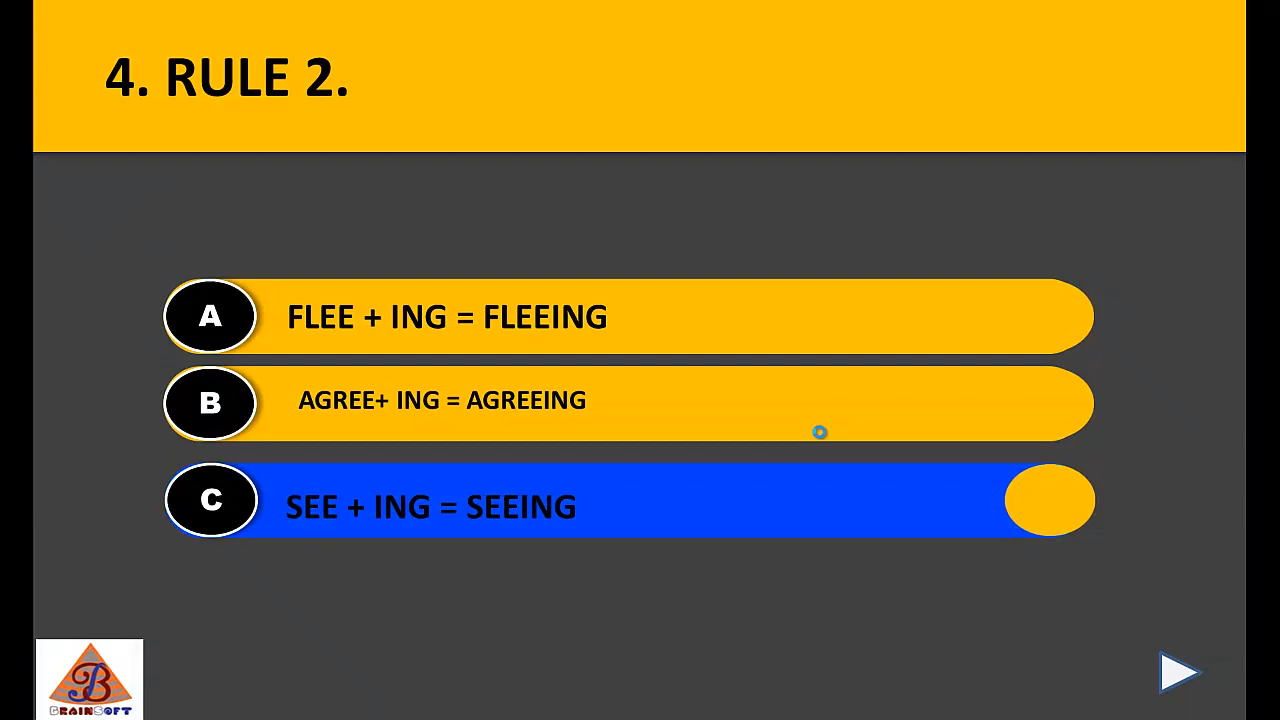 4. RULE 2.
A
FLEE + ING = FLEEING
B
AGREE+ ING = AGREEING
C
SEE + ING = SEEING
B
BRAINSOFT